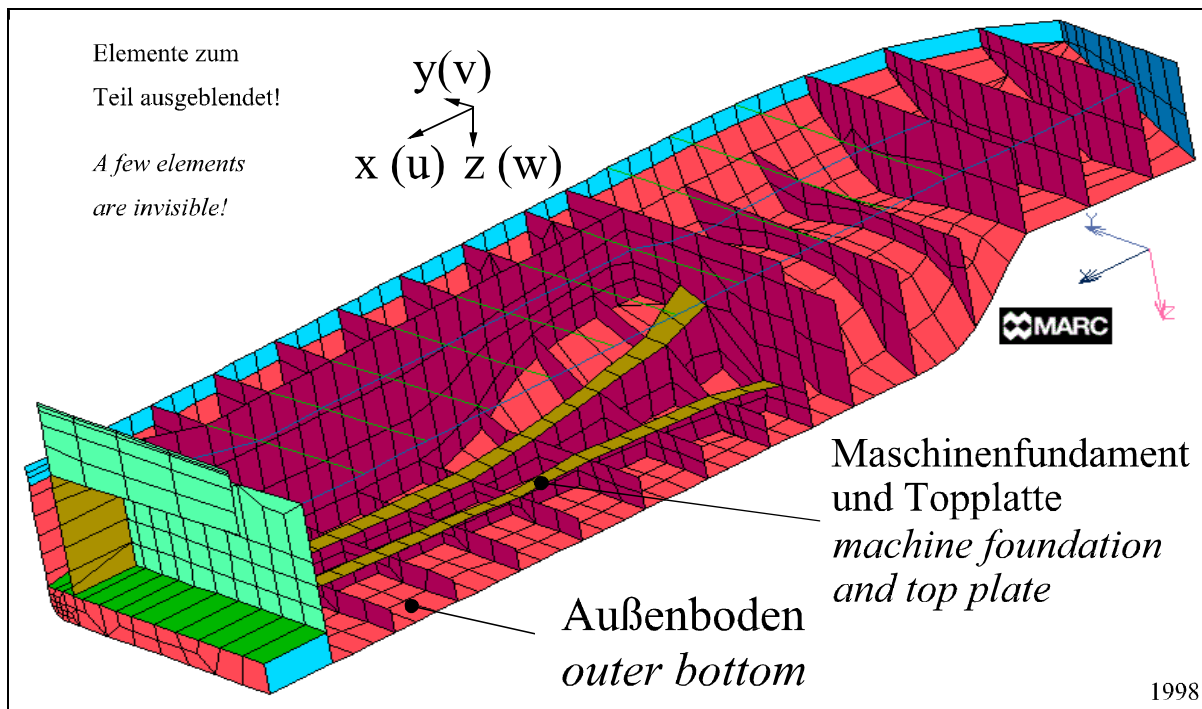 Elemente zum
Teil ausgeblendet!
A few elements
are invisible!
y(v)
x (u) z (w)
Y
X
Z
MARC
Maschinenfundament
und Topplatte
machine foundation
and top plate
Außenboden
outer bottom
1998